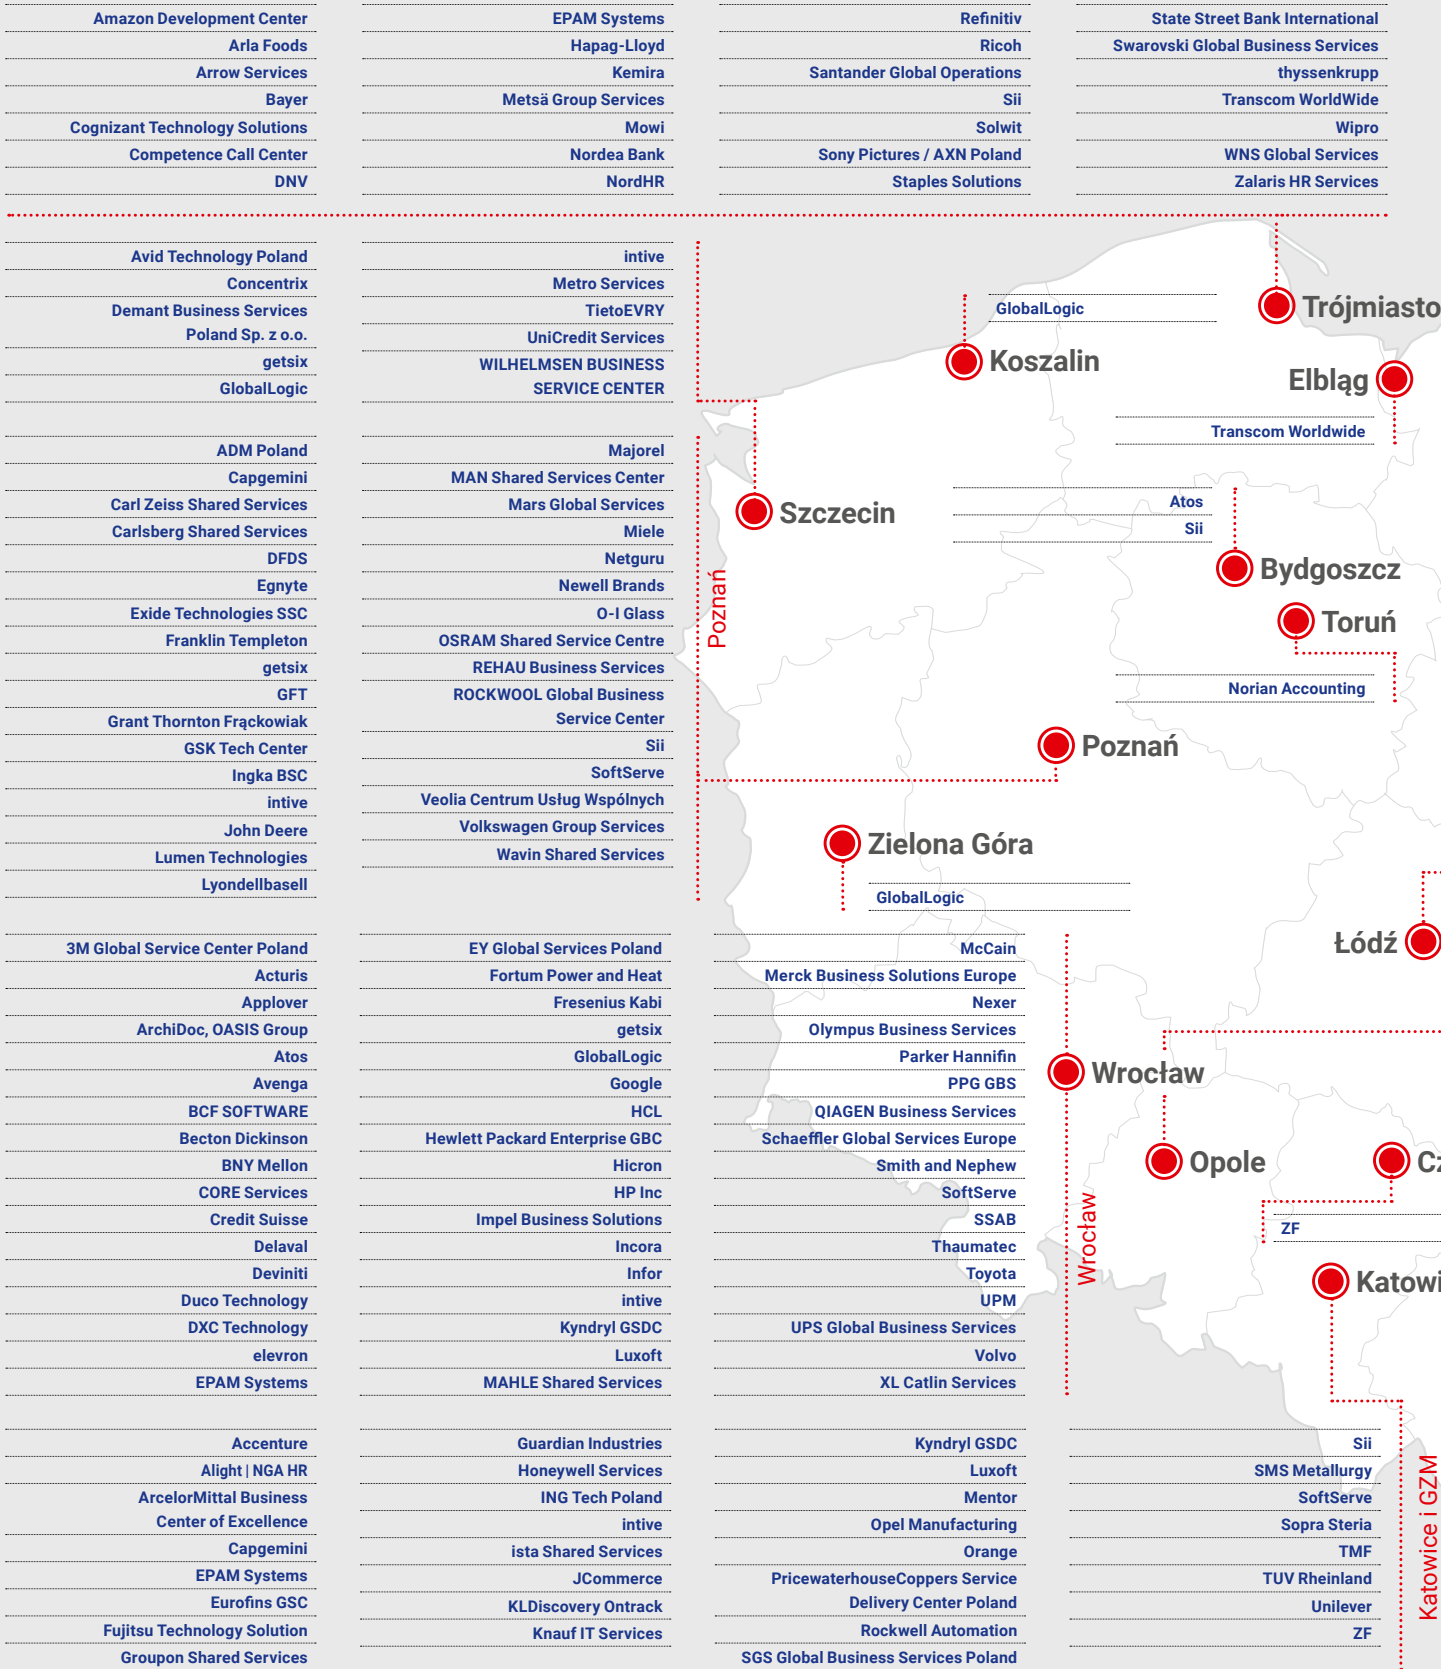 Amazon Development Center
Arla Foods
Arrow Services
Bayer
Cognizant Technology Solutions
Competence Call Center
DNV
EPAM Systems
Hapag-Lloyd
Kemira
Metsä Group Services
Mowi
Nordea Bank
NordHR
Refinitiv
Ricoh
Santander Global Operations
Sii
Solwit
Sony Pictures / AXN Poland
Staples Solutions
State Street Bank International
Swarovski Global Business Services
thyssenkrupp
Transcom WorldWide
Wipro
WNS Global Services
Zalaris HR Services
Trójmiasto
Avid Technology Poland
Concentrix
Demant Business Services
Poland Sp. z o.o.
getsix
GlobalLogic
intive
Metro Services
TietoEVRY
UniCredit Services
WILHELMSEN BUSINESS
SERVICE CENTER
Szczecin
GlobalLogic
Koszalin
Elbląg
Transcom Worldwide
Atos
Sii
Bydgoszcz
Toruń
Norian Accounting
ADM Poland
Capgemini
Carl Zeiss Shared Services
Carlsberg Shared Services
DFDS
Egnyte
Exide Technologies SSC
Franklin Templeton
getsix
GFT
Grant Thornton Frąckowiak
GSK Tech Center
Ingka BSC
intive
John Deere
Lumen Technologies
Lyondellbasell
Majorel
MAN Shared Services Center
Mars Global Services
Miele
Netguru
Newell Brands
O-I Glass
OSRAM Shared Service Centre
REHAU Business Services
ROCKWOOL Global Business
Service Center
Sii
SoftServe
Veolia Centrum Usług Wspólnych
Volkswagen Group Services
Wavin Shared Services
Poznań
Poznań
Zielona Góra
GlobalLogic
Łódź
3M Global Service Center Poland
Acturis
Applover
ArchiDoc, OASIS Group
Atos
Avenga
BCF SOFTWARE
Becton Dickinson
BNY Mellon
CORE Services
Credit Suisse
Delaval
Deviniti
Duco Technology
DXC Technology
elevron
EPAM Systems
EY Global Services Poland
Fortum Power and Heat
Fresenius Kabi
getsix
GlobalLogic
Google
HCL
Hewlett Packard Enterprise GBC
Hicron
HP Inc
Impel Business Solutions
Incora
Infor
intive
Kyndryl GSDC
Luxoft
MAHLE Shared Services
McCain
Merck Business Solutions Europe
Nexer
Olympus Business Services
Parker Hannifin
PPG GBS
QIAGEN Business Services
Schaeffler Global Services Europe
Smith and Nephew
SoftServe
SSAB
Thaumatec
Toyota
UPM
UPS Global Business Services
Volvo
XL Catlin Services
Wrocław
Wrocław
Opole
Cz
ZF
Katowi
Accenture
Alight | NGA HR
ArcelorMittal Business
Center of Excellence
Capgemini
EPAM Systems
Eurofins GSC
Fujitsu Technology Solution
Groupon Shared Services
Guardian Industries
Honeywell Services
ING Tech Poland
intive
ista Shared Services
JCommerce
KLDiscovery Ontrack
Knauf IT Services
Kyndryl GSDC
Luxoft
Mentor
Opel Manufacturing
Orange
PricewaterhouseCoppers Service
Delivery Center Poland
Rockwell Automation
SGS Global Business Services Poland
Sii
SMS Metallurgy
SoftServe
Sopra Steria
TMF
TUV Rheinland
Unilever
ZF
Katowice i GZM